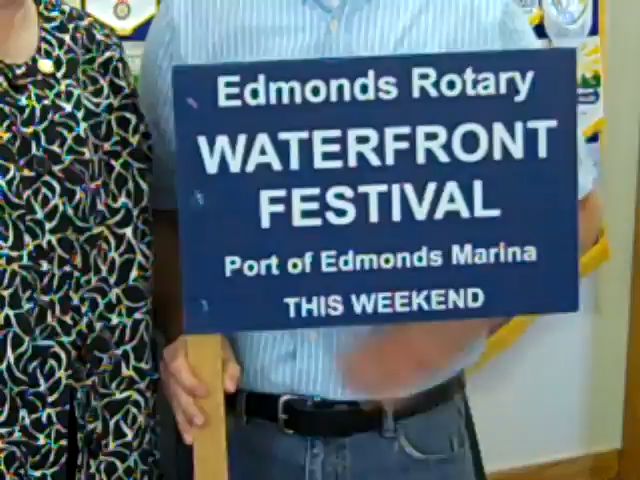 Edmonds Rotary
WATERFRONT
FESTIVAL
Port of Edmonds Marina
THIS WEEKEND